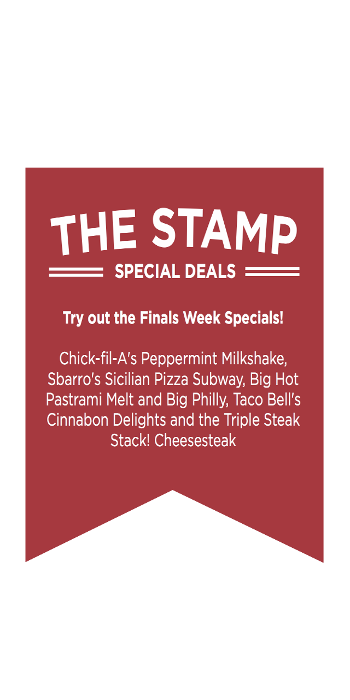 THE STAMP
SPECIAL DEALS
Try out the Finals Week Specials!
Chick-fil-A's Peppermint Milkshake,
Sbarro's Sicilian Pizza Subway, Big Hot
Pastrami Melt and Big Philly, Taco Bell's
Cinnabon Delights and the Triple Steak
Stack! Cheesesteak